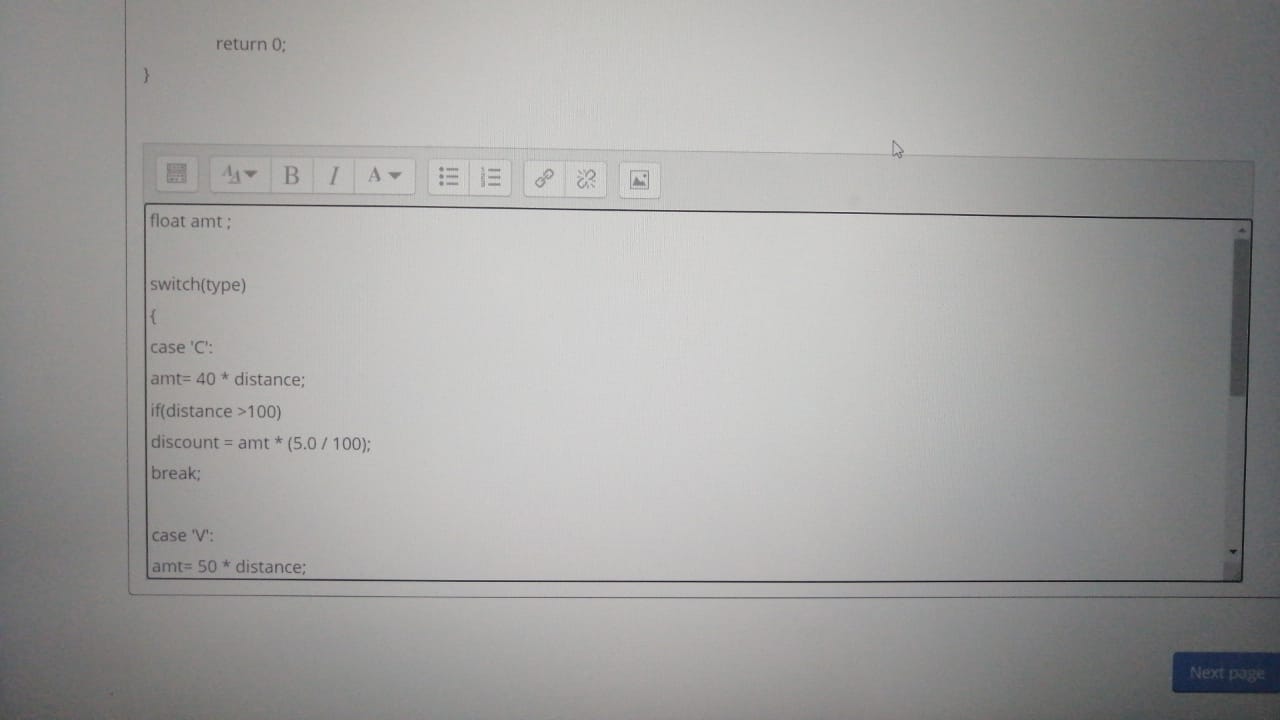 return 0;
}
float amt ;
switch(type)
{
case 'C':
amt= 40 * distance;
if(distance >100)
discount = amt * (5.0 / 100);
break;
case 'V':
amt= 50 * distance;
Next page